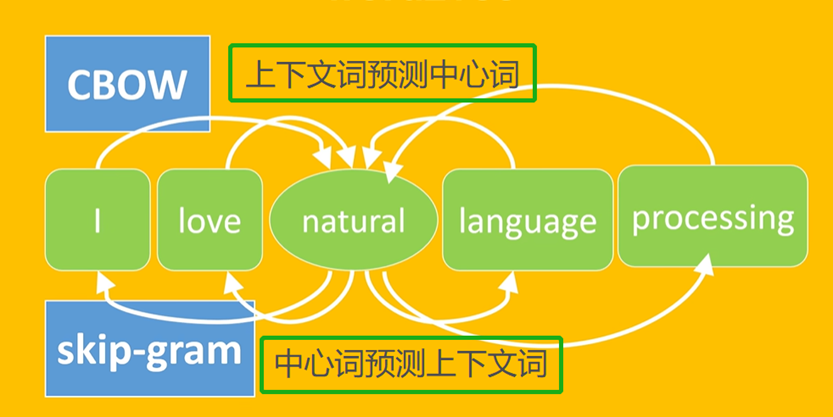 CBOW
上下文词预测中心词
I
love
natural
language
processing
skip-gram
中心词预测上下文词